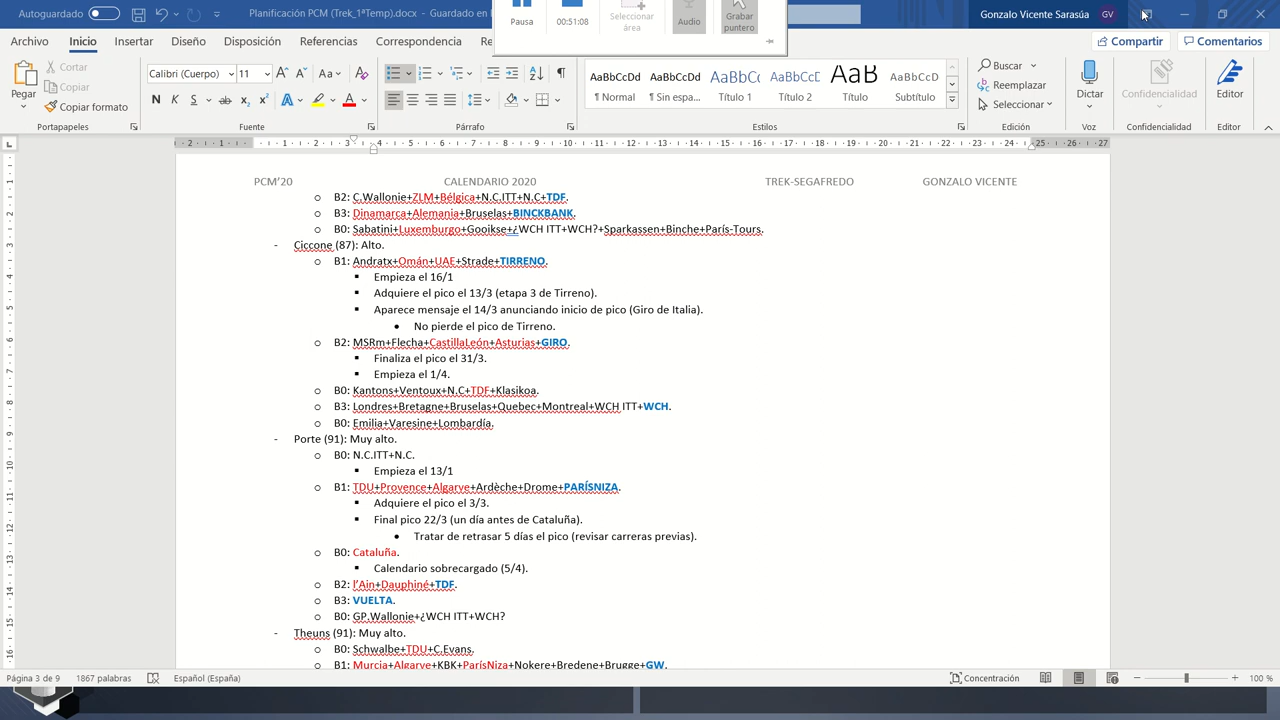 Autoguardado
Planificación PCM (Trek_1ªTemp).docx - Guardado en
Pausa
00:51:08
Seleccionar área
Audio
Grabar puntero
Gonzalo Vicente Sarasúa GV
Archivo Inicio Insertar Diseño Disposición Referencias Correspondencia Re
Compartir Comentarios
Pegar
Cortar
Copiar
Copiar formato
Calibri (Cuerpo) 11
N K S
AaBbCcDd AaBbCcDd AaBbC AaBbCcD AaB AaBbCcD
¶ Normal ¶ Sin espa... Título 1 Título 2 Título Subtítulo
Buscar
Reemplazar
Seleccionar
Dictar Confidencialidad Editor
Portapapeles Fuente Párrafo Estilos Edición Voz Confidencialidad Editor
PCM'20 CALENDARIO 2020 TREK-SEGAFREDO GONZALO VICENTE
o B2: C.Wallonie+ZLM+Bélgica+N.C.ITT+N.C+TDF.
o B3: Dinamarca+Alemania+Bruselas+BINCKBANK.
o B0: Sabatini+Luxemburgo+Gooikse+¿WCH ITT+WCH?+Sparkassen+Binche+París-Tours.
- Ciccone (87): Alto.
o B1: Andratx+Omán+UAE+Strade+TIRRENO.
▪ Empieza el 16/1
▪ Adquiere el pico el 13/3 (etapa 3 de Tirreno).
▪ Aparece mensaje el 14/3 anunciando inicio de pico (Giro de Italia).
• No pierde el pico de Tirreno.
o B2: MSRm+Flecha+CastillaLeón+Asturias+GIRO.
▪ Finaliza el pico el 31/3.
▪ Empieza el 1/4.
o B0: Kantons+Ventoux+N.C+TDF+Klasikoa.
o B3: Londres+Bretagne+Bruselas+Quebec+Montreal+WCH ITT+WCH.
o B0: Emilia+Varesine+Lombardía.
- Porte (91): Muy alto.
o B0: N.C.ITT+N.C.
▪ Empieza el 13/1
o B1: TDU+Provence+Algarve+Ardèche+Drome+PARÍSNIZA.
▪ Adquiere el pico el 3/3.
▪ Final pico 22/3 (un día antes de Cataluña).
• Tratar de retrasar 5 días el pico (revisar carreras previas).
o B0: Cataluña.
▪ Calendario sobrecargado (5/4).
o B2: l'Ain+Dauphiné+TDF.
o B3: VUELTA.
o B0: GP.Wallonie+¿WCH ITT+WCH?
- Theuns (91): Muy alto.
o B0: Schwalbe+TDU+C.Evans.
o B1: Murcia+Algarve+KBK+ParísNiza+Nokere+Bredene+Brugge+GW.
Página 3 de 9 1867 palabras Español (España) Concentración 100 %